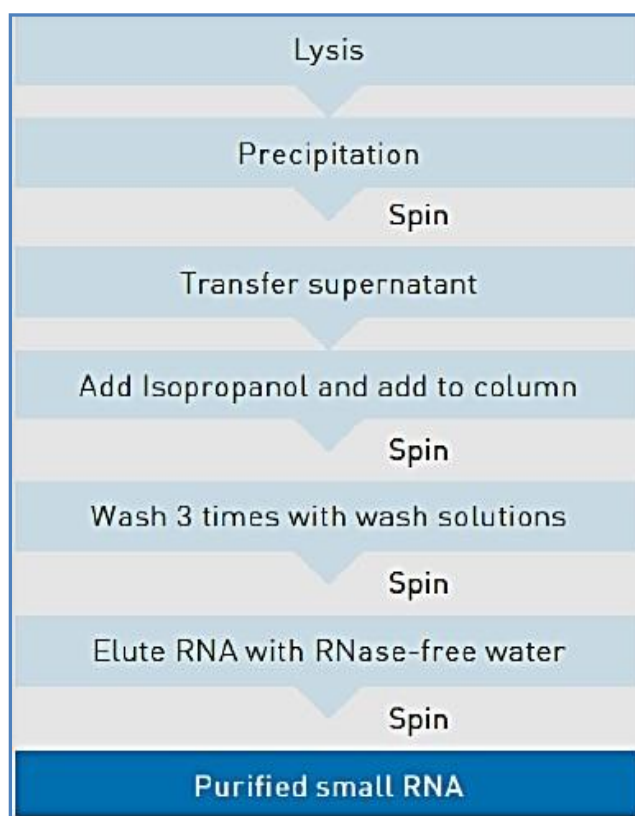 Lysis
Precipitation
Spin
Transfer supernatant
Add Isopropanol and add to column
Spin
Wash 3 times with wash solutions
Spin
Elute RNA with RNase-free water
Spin
Purified small RNA